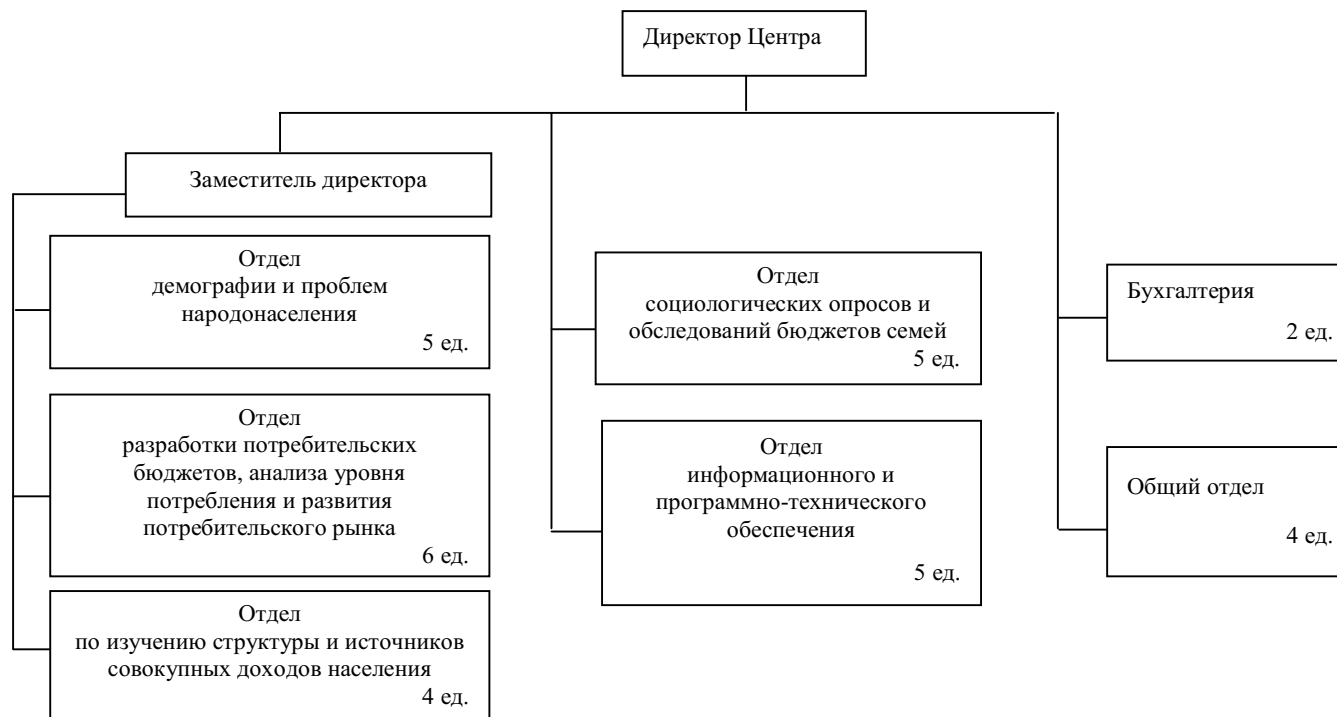 Директор Центра
Заместитель директора
Отдел
демографии и проблем
народонаселения
5 ед.
Отдел
разработки потребительских
бюджетов, анализа уровня
потребления и развития
потребительского рынка
6 ед.
Отдел
по изучению структуры и источников
совокупных доходов населения
4 ед.
Отдел
социологических опросов и
обследований бюджетов семей
5 ед.
Отдел
информационного и
программно-технического
обеспечения
5 ед.
Бухгалтерия
2 ед.
Общий отдел
4 ед.